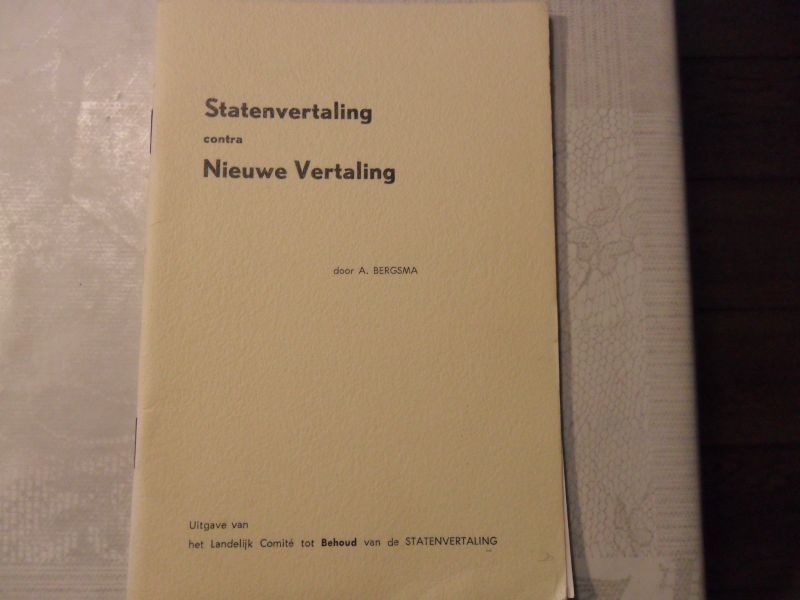 Statenvertaling
contra
Nieuwe Vertaling
door A. BERGSMA
Uitgave van
het Landelijk Comité tot Behoud van de STATENVERTALING